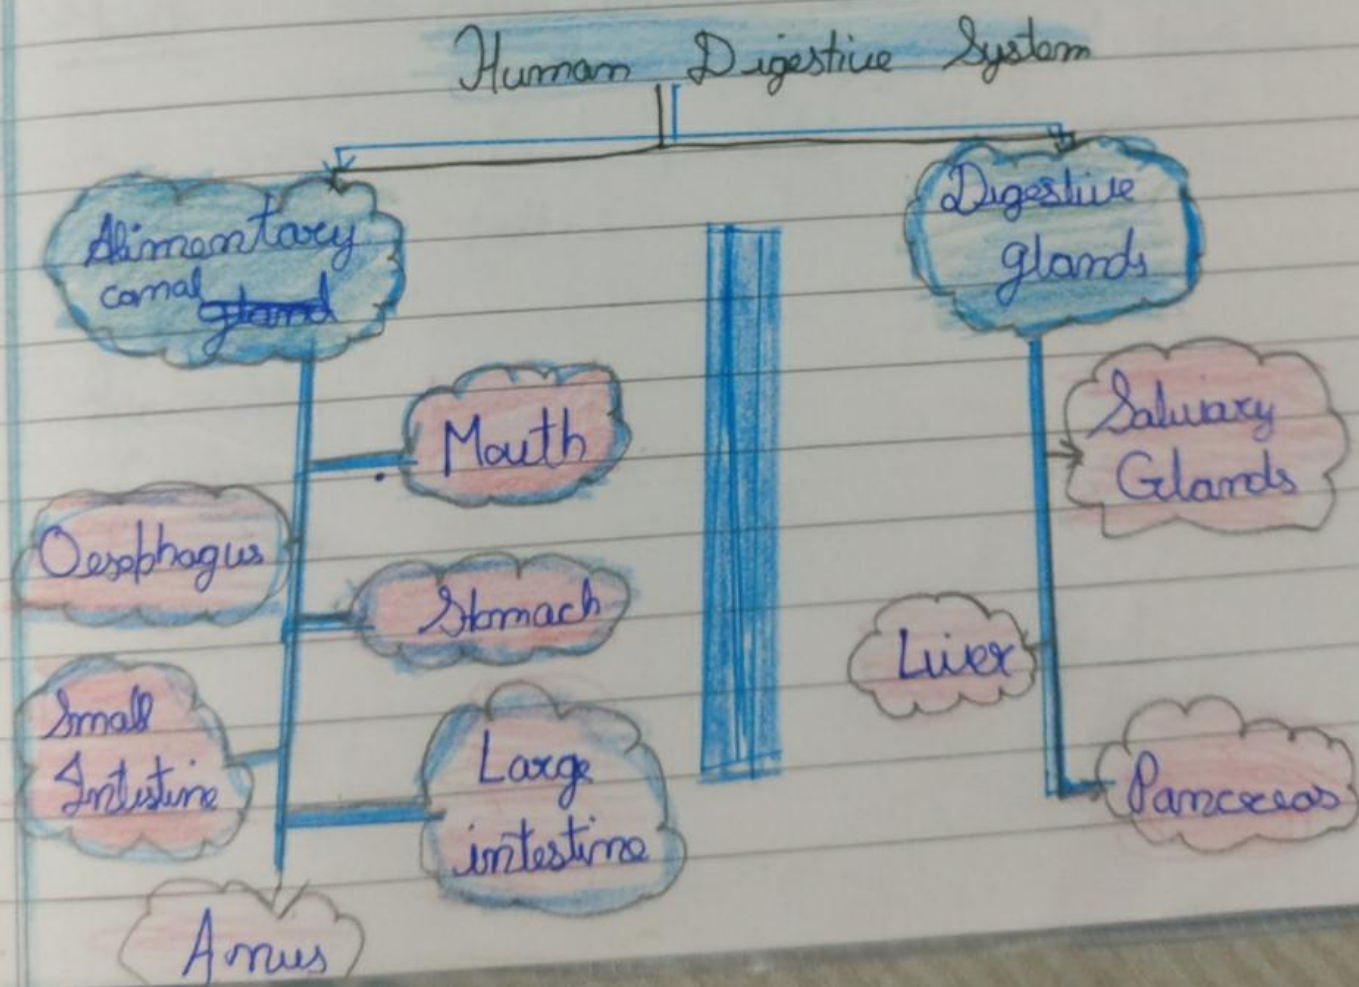 Human Digestive System
Alimentary
canal gland
Digestive
glands
Mouth
Oesophagus
Stomach
Small
Intestine
Large
intestine
Anus
Salivary
Glands
Liver
Pancreas